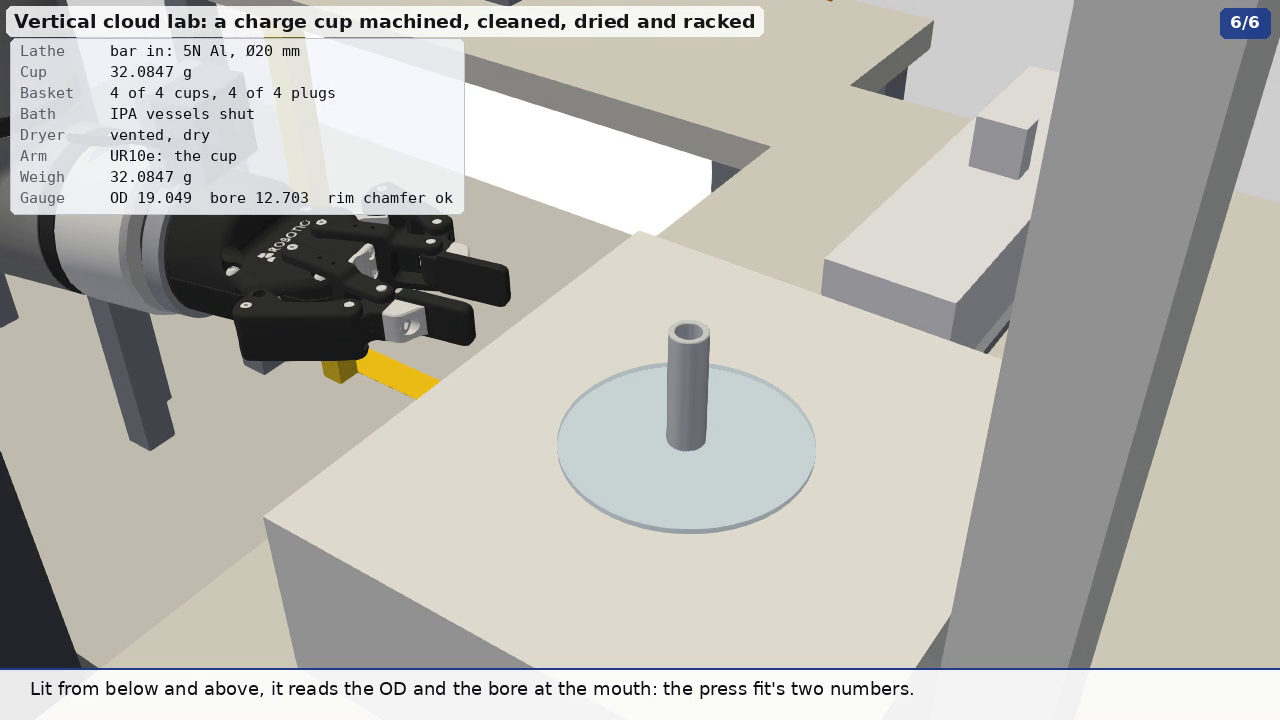 Vertical cloud lab: a charge cup machined, cleaned, dried and racked
6/6
Lathe bar in: 5N Al, Ø20 mm
Cup 32.0847 g
Basket 4 of 4 cups, 4 of 4 plugs
Bath IPA vessels shut
Dryer vented, dry
Arm UR10e: the cup
Weigh 32.0847 g
Gauge OD 19.049 bore 12.703 rim chamfer ok
ROBOTIQ
Lit from below and above, it reads the OD and the bore at the mouth: the press fit's two numbers.